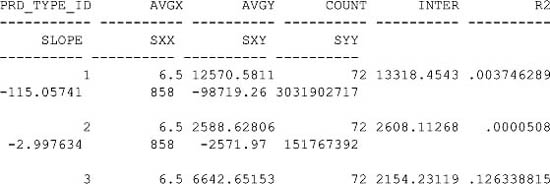 PRD_TYPE_ID AVGX AVGY COUNT INTER R2
----------- ---------- ---------- ---------- ---------- ----------
SLOPE SXX SXY SYY
---------- ---------- ---------- ----------
1 6.5 12570.5811 72 13318.4543 .003746289
-115.05741 858 -98719.26 3031902717
2 6.5 2588.62806 72 2608.11268 .0000508
-2.997634 858 -2571.97 151767392
3 6.5 6642.65153 72 2154.23119 .126338815